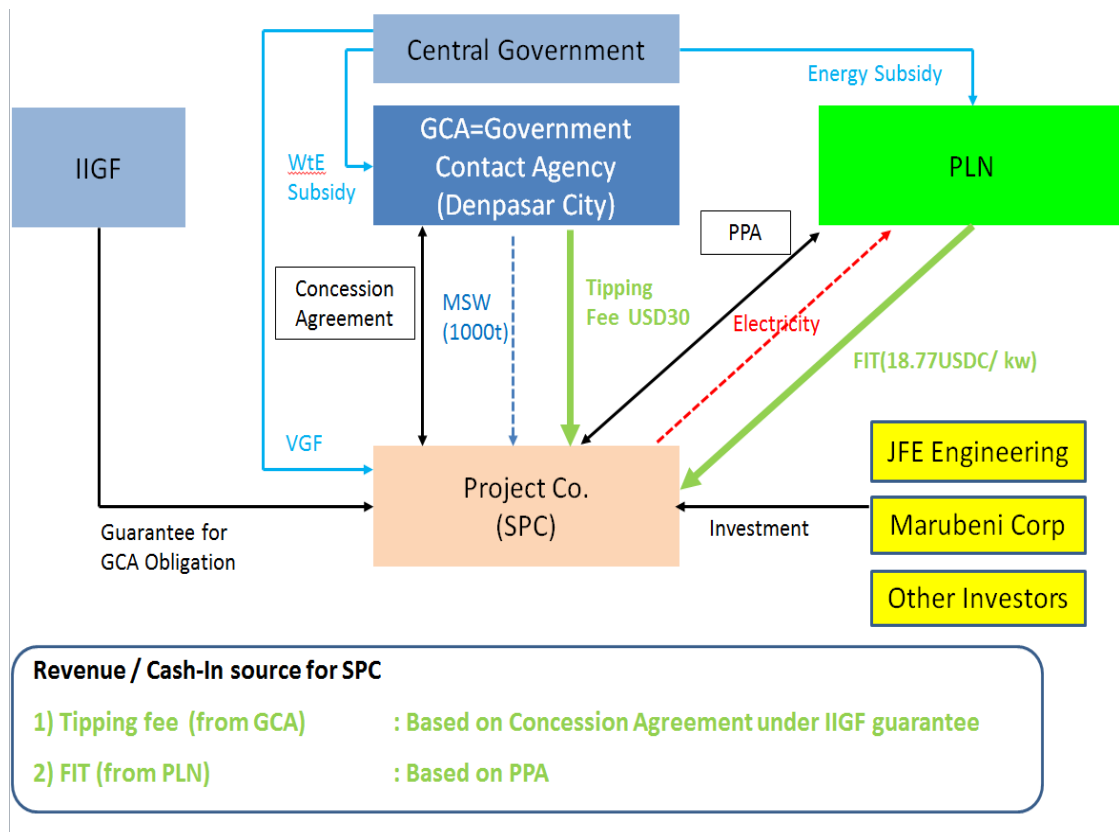 Central Government
Energy Subsidy
IIGF
GCA=Government
Contact Agency
(Denpasar City)
PLN
WtE
Subsidy
PPA
Concession
Agreement
MSW
(1000t)
Tipping
Fee USD30
Electricity
FIT(18.77USDC/ kw)
VGF
Project Co.
(SPC)
JFE Engineering
Marubeni Corp
Other Investors
Investment
Guarantee for
GCA Obligation
Revenue / Cash-In source for SPC
1) Tipping fee (from GCA) : Based on Concession Agreement under IIGF guarantee
2) FIT (from PLN) : Based on PPA